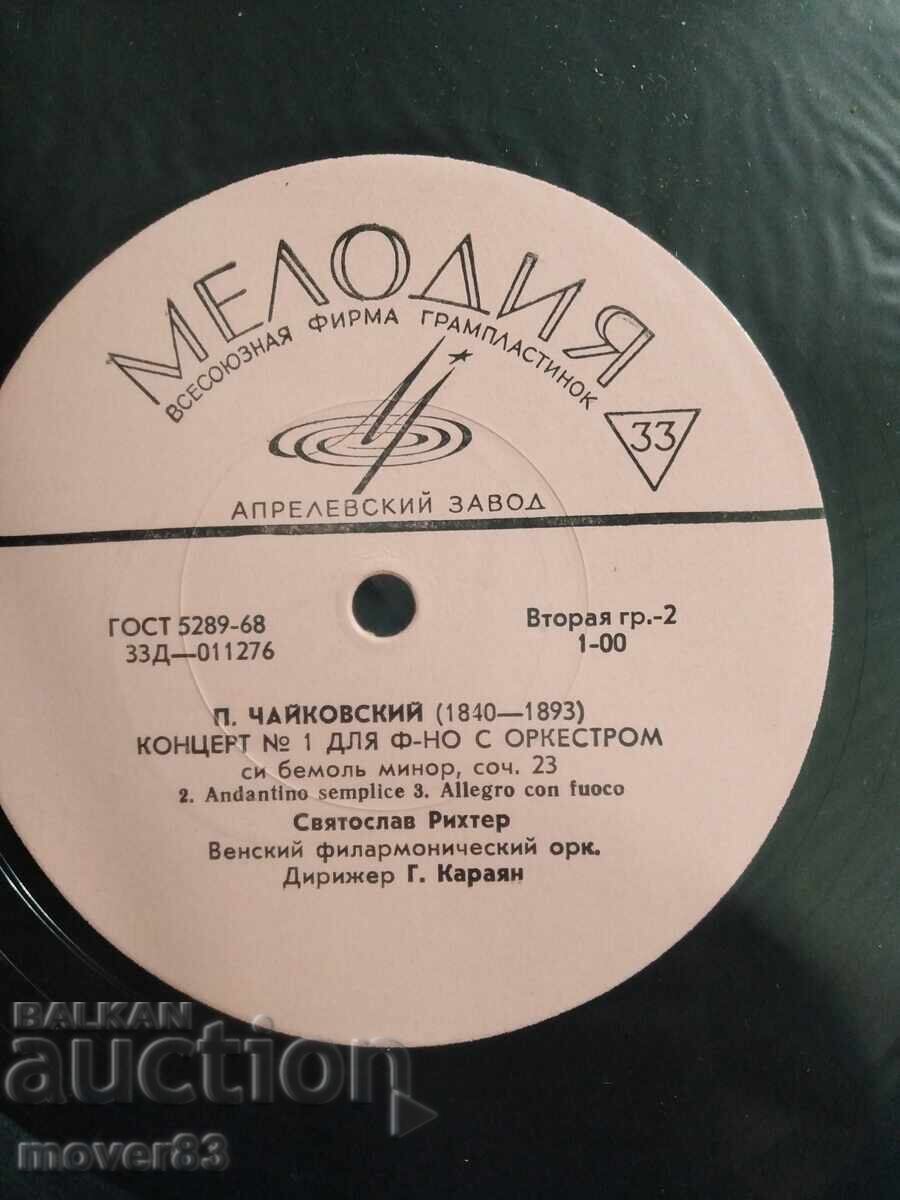 МЕЛОДИЯ
ВСЕСОЮЗНАЯ ФИРМА ГРАМПЛАСТИНОК
33
АПРЕЛЕВСКИЙ ЗАВОД
ГОСТ 5289-68
33Д—011276
Вторая гр.-2
1-00
П. ЧАЙКОВСКИЙ (1840—1893)
КОНЦЕРТ № 1 ДЛЯ Ф-НО С ОРКЕСТРОМ
си бемоль минор, соч. 23
2. Andantino semplice 3. Allegro con fuoco
Святослав Рихтер
Венский филармонический орк.
Дирижер Г. Караян
BALKAN
auction
mover83